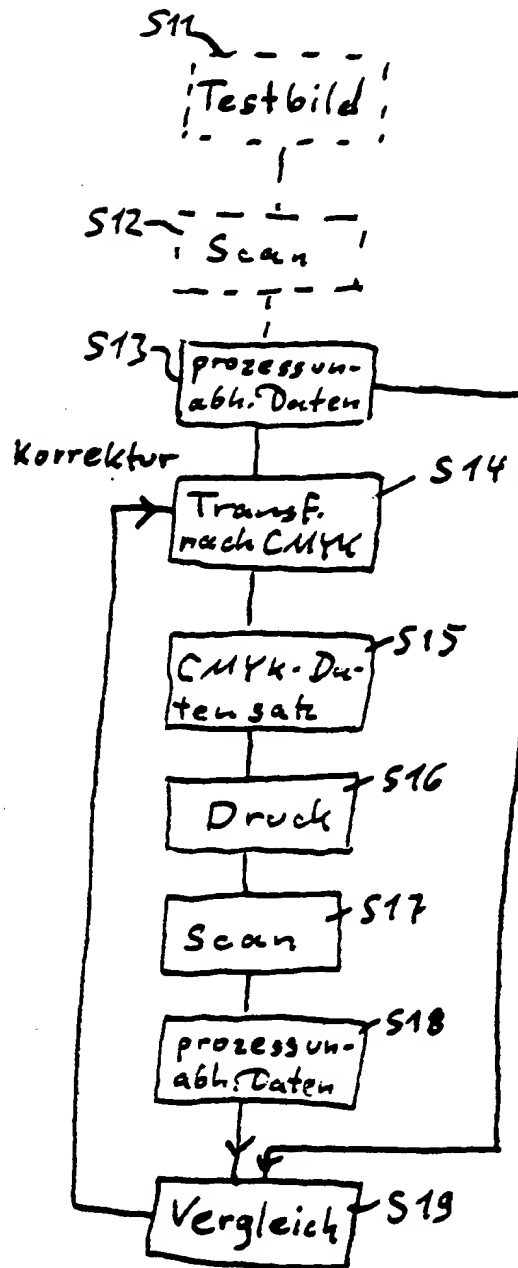 S11
Testbild
S12
Scan
S13
prozessun-
abh. Daten
Korrektur
S14
Transf.
nach CMYK
S15
CMYK-Da-
tensatz
S16
Druck
S17
Scan
S18
prozessun-
abh. Daten
S19
Vergleich